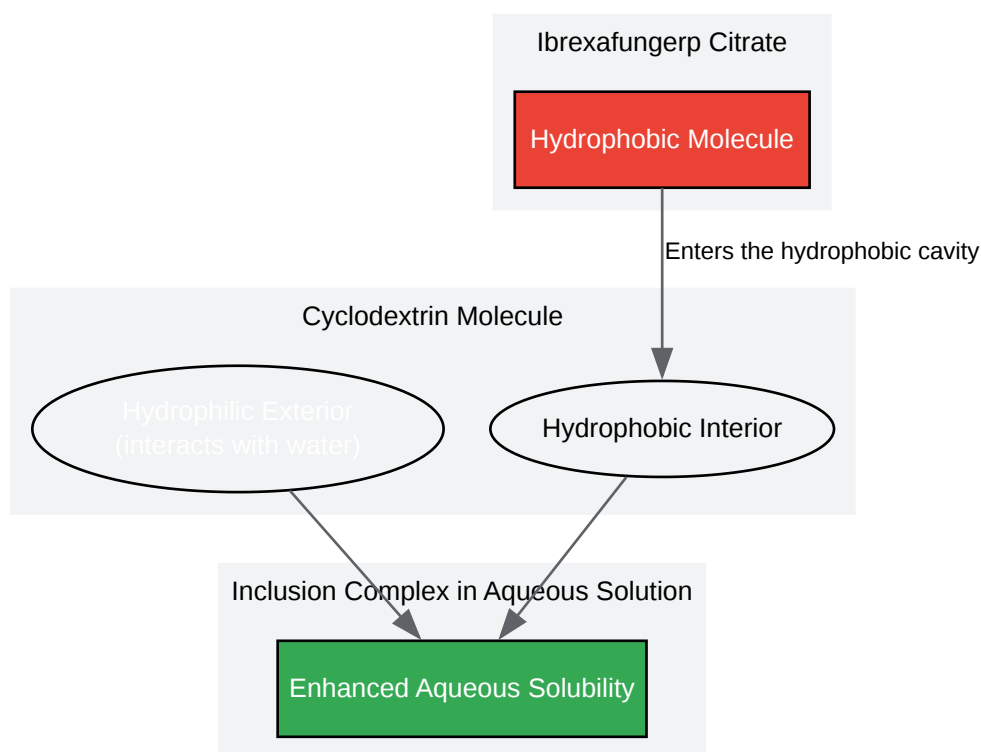 Ibrexafungerp Citrate
Hydrophobic Molecule
Enters the hydrophobic cavity
Cyclodextrin Molecule
Hydrophilic Exterior
(interacts with water)
Hydrophobic Interior
Inclusion Complex in Aqueous Solution
Enhanced Aqueous Solubility